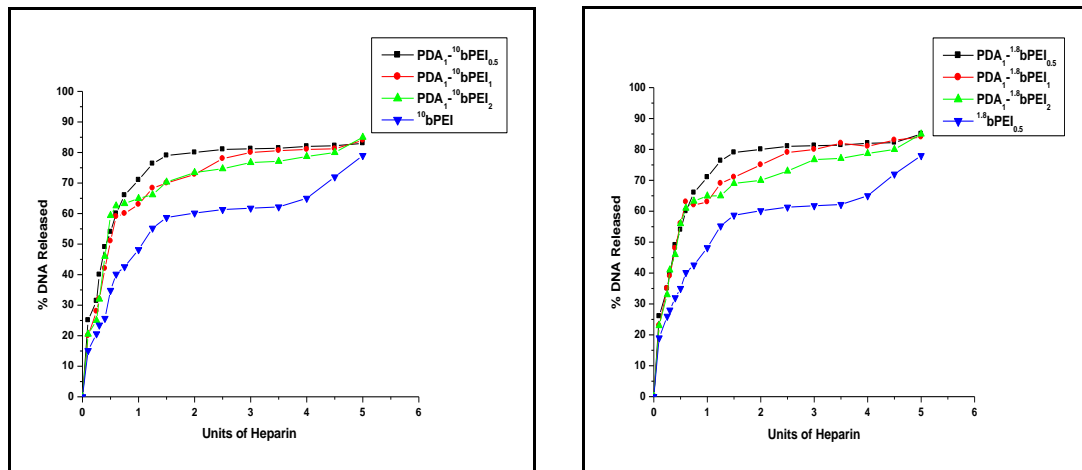 PDA₁-¹⁰bPEI₀.₅
PDA₁-¹⁰bPEI₁
PDA₁-¹⁰bPEI₂
¹⁰bPEI
100
90
80
70
60
50
40
30
20
10
0
% DNA Released
0 1 2 3 4 5 6
Units of Heparin
PDA₁-¹·⁸bPEI₀.₅
PDA₁-¹·⁸bPEI₁
PDA₁-¹·⁸bPEI₂
¹·⁸bPEI₀.₅
100
90
80
70
60
50
40
30
20
10
0
% DNA Released
0 1 2 3 4 5 6
Units of Heparin